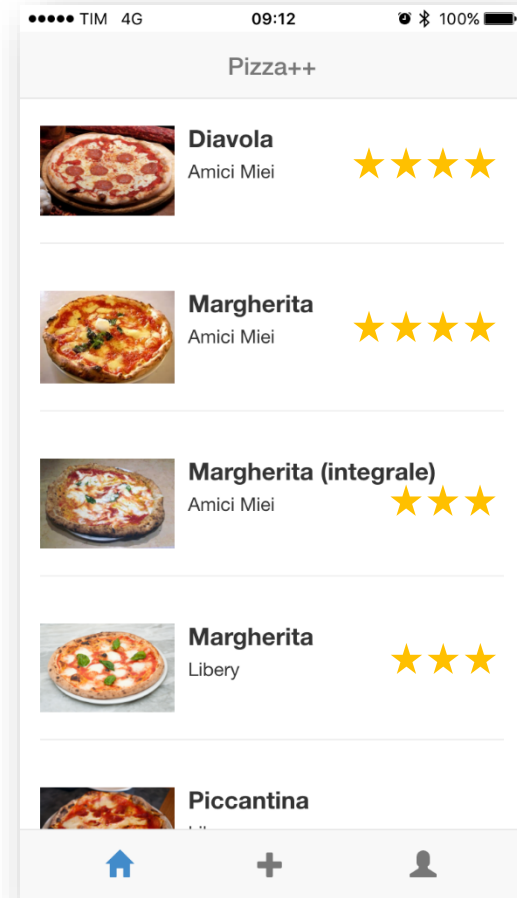 TIM 4G 09:12 100%
Pizza++
Diavola
Amici Miei
Margherita
Amici Miei
Margherita (integrale)
Amici Miei
Margherita
Libery
Piccantina